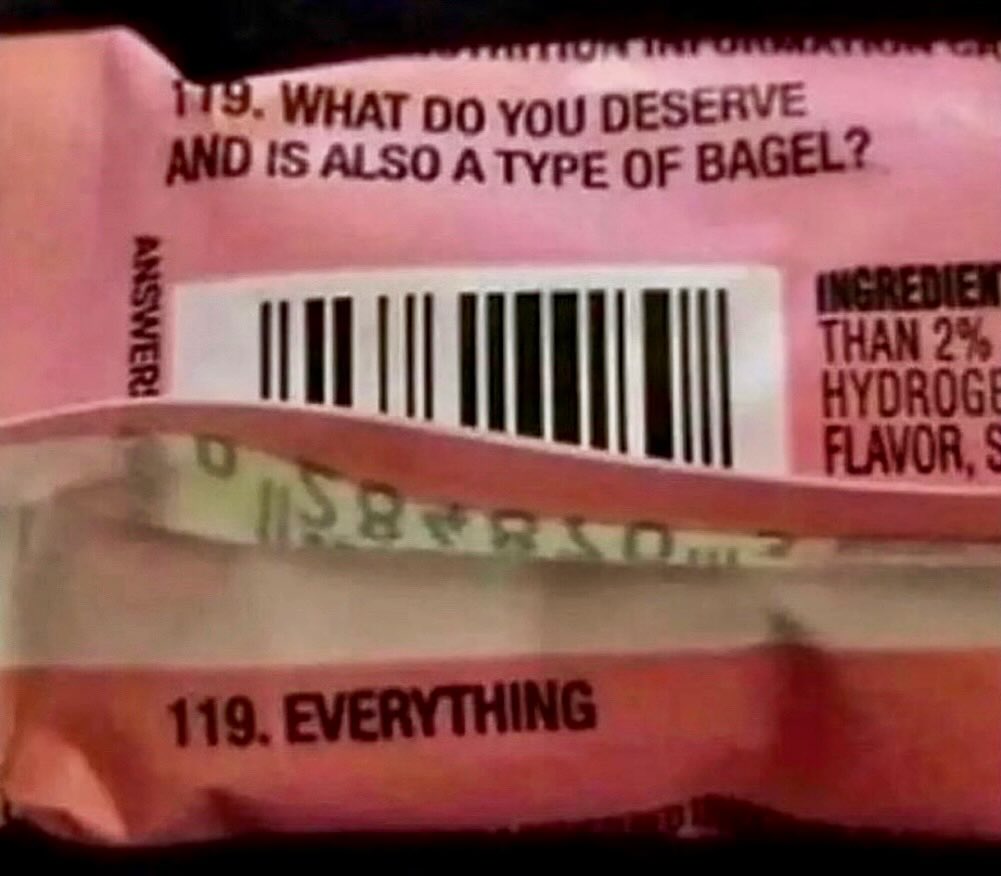 119. WHAT DO YOU DESERVE
AND IS ALSO A TYPE OF BAGEL?
ANSWER:
INGREDIEN
THAN 2%
HYDROGE
FLAVOR, S
119. EVERYTHING